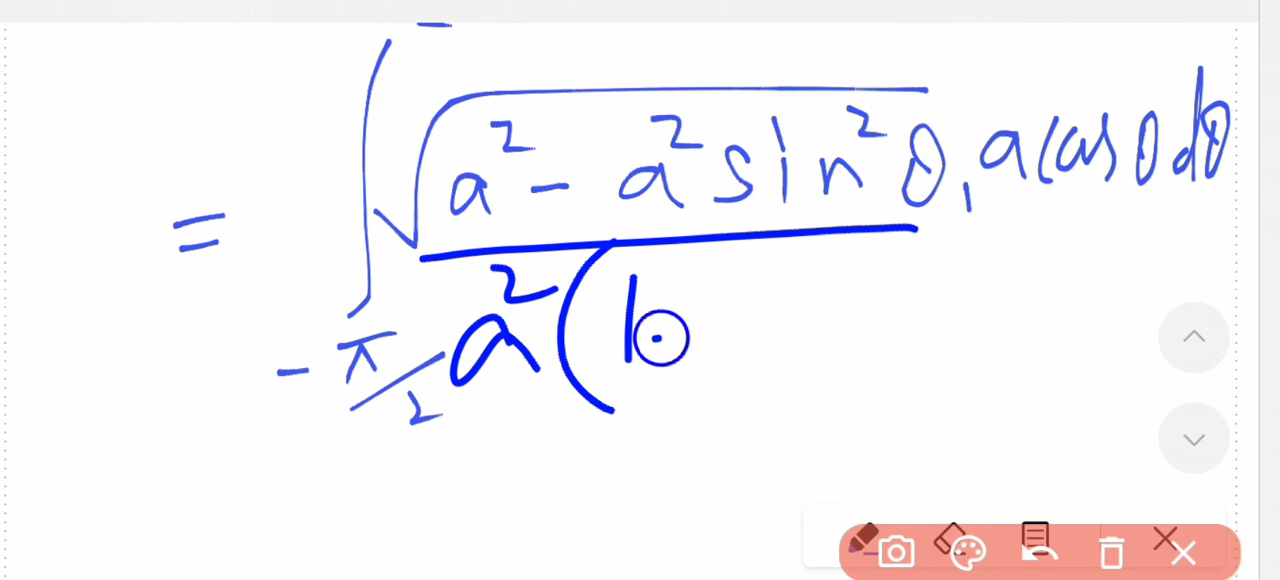 = ∫ √(a² - a² sin² θ) . a cos θ dθ
-π/2
a² (1